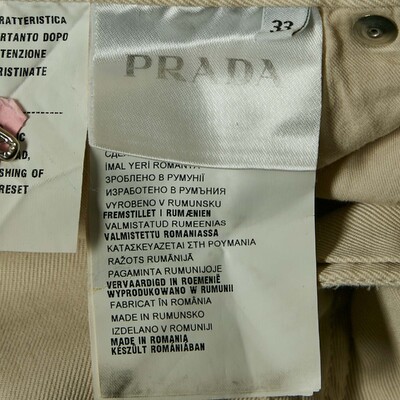 RATTERISTICA
RTANTO DOPO
TENZIONE
RISTINATE
AD,
SHING OF
RESET
33
PRADA
İMAL YERİ ROMANYA
ЗРОБЛЕНО В РУМУНІЇ
ИЗРАБОТЕНО В РУМЪНИЯ
VYROBENO V RUMUNSKU
FREMSTILLET I RUMÆNIEN
VALMISTATUD RUMEENIAS
VALMISTETTU ROMANIASSA
ΚΑΤΑΣΚΕΥΑΖΕΤΑΙ ΣΤΗ ΡΟΥΜΑΝΙΑ
RAŽOTS RUMĀNIJĀ
PAGAMINTA RUMUNIJOJE
VERVAARDIGD IN ROEMENIË
WYPRODUKOWANO W RUMUNII
FABRICAT ÎN ROMÂNIA
MADE IN RUMUNSKO
IZDELANO V ROMUNIJI
MADE IN ROMANIA
KÉSZÜLT ROMÁNIÁBAN